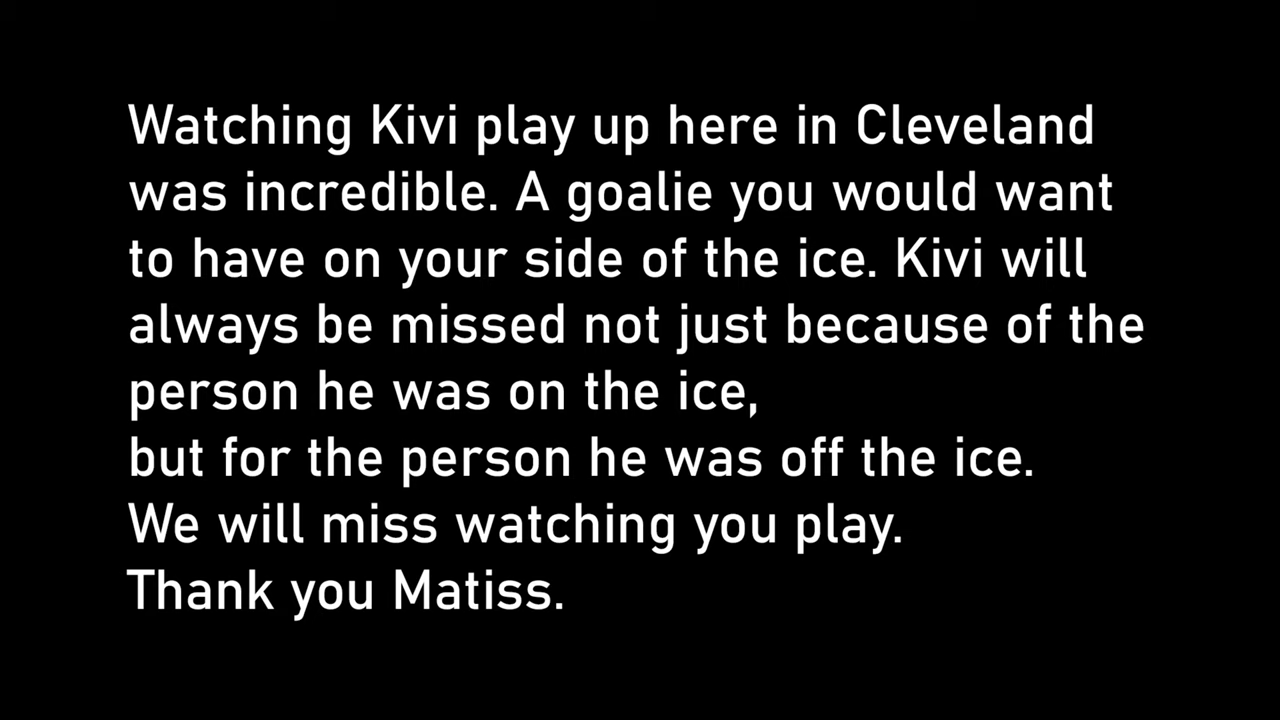 Watching Kivi play up here in Cleveland
was incredible. A goalie you would want
to have on your side of the ice. Kivi will
always be missed not just because of the
person he was on the ice,
but for the person he was off the ice.
We will miss watching you play.
Thank you Matiss.